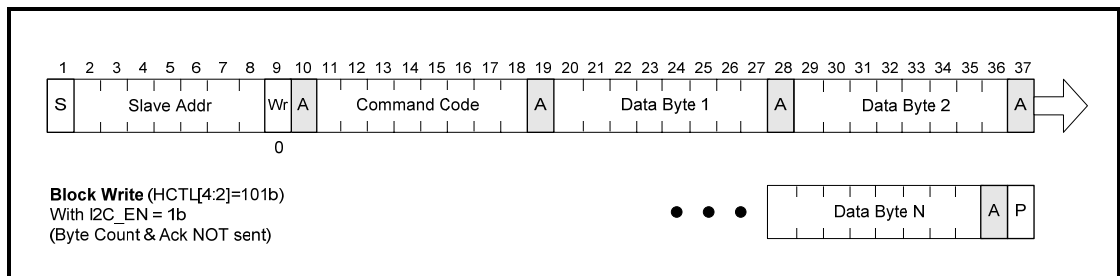 1 2 3 4 5 6 7 8 9 10 11 12 13 14 15 16 17 18 19 20 21 22 23 24 25 26 27 28 29 30 31 32 33 34 35 36 37
S Slave Addr Wr A Command Code A Data Byte 1 A Data Byte 2 A
0
Block Write (HCTL[4:2]=101b)
With I2C_EN = 1b
(Byte Count & Ack NOT sent)
Data Byte N A P